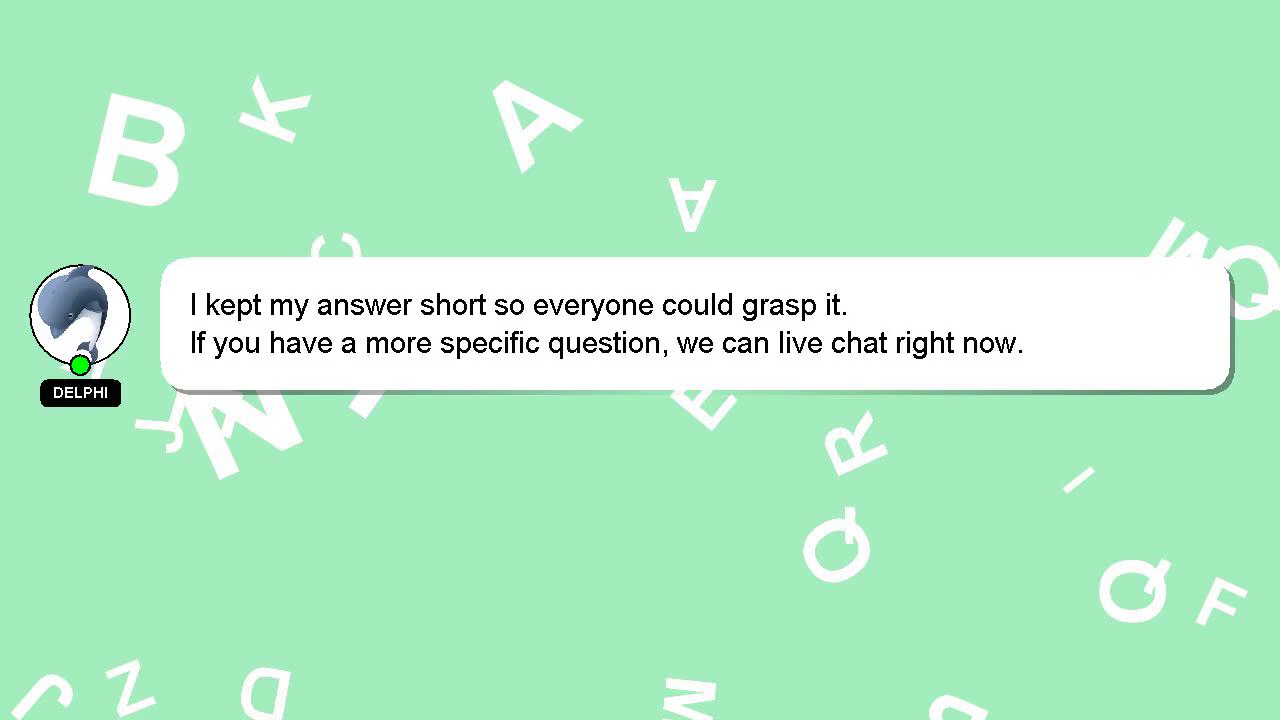 B
K
A
A
C
M
Q
I kept my answer short so everyone could grasp it.
If you have a more specific question, we can live chat right now.
DELPHI
J
A
N
E
R
I
Q
Q
F
J
Z
D
M